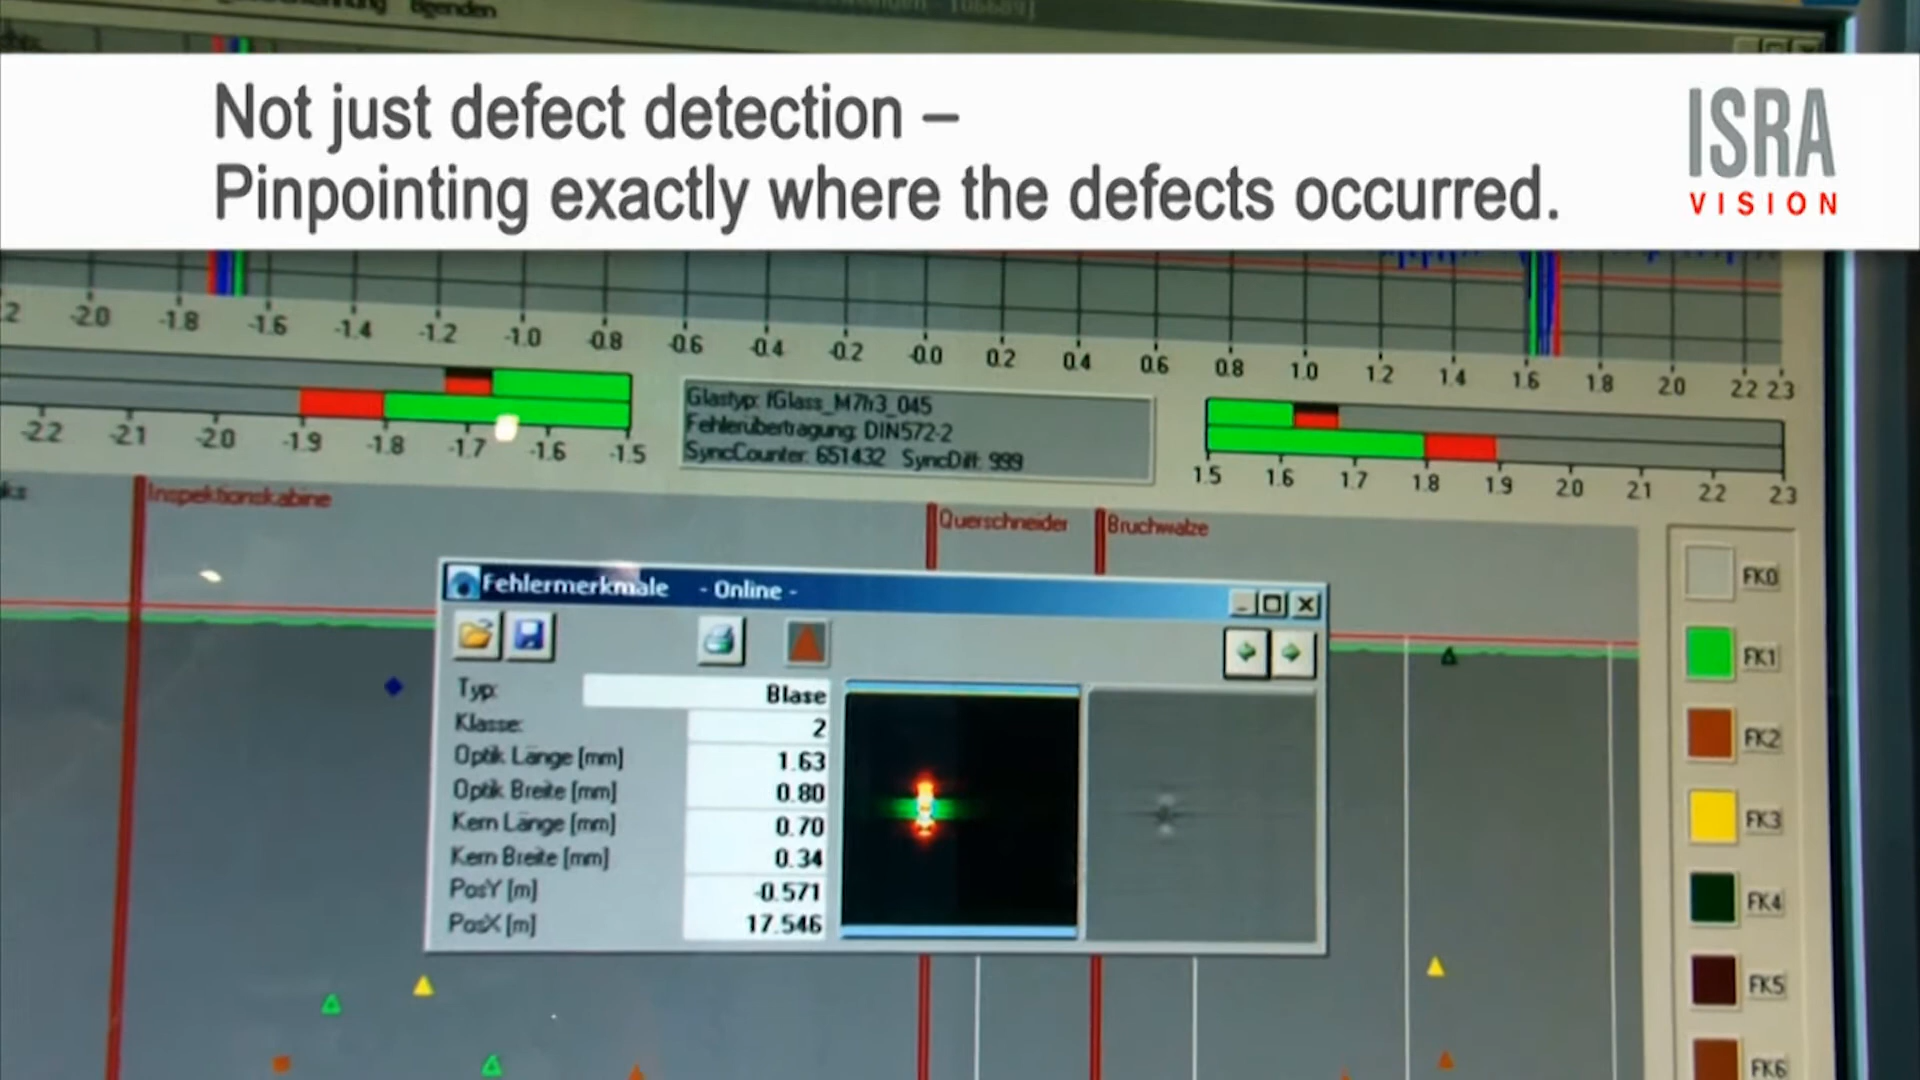 Beenden
Not just defect detection –
Pinpointing exactly where the defects occurred.
ISRA
VISION
-2.0 -1.8 -1.6 -1.4 -1.2 -1.0 -0.8 -0.6 -0.4 -0.2 -0.0 0.2 0.4 0.6 0.8 1.0 1.2 1.4 1.6 1.8 2.0 2.2 2.3
Glastyp: fGlass_M7h3_045
Fehlerübertragung: DIN572-2
SyncCounter: 651432 SyncDiff: 999
-2.2 -2.1 -2.0 -1.9 -1.8 -1.7 -1.6 -1.5
1.5 1.6 1.7 1.8 1.9 2.0 2.1 2.2 2.3
Inspektionskabine
Querschneider
Bruchwalze
Fehlermerkmale - Online -
Typ: Blase
Klasse: 2
Optik Länge [mm] 1.63
Optik Breite [mm] 0.80
Kern Länge [mm] 0.70
Kern Breite [mm] 0.34
PosY [m] -0.571
PosX [m] 17.546
FK0
FK1
FK2
FK3
FK4
FK5
FK6